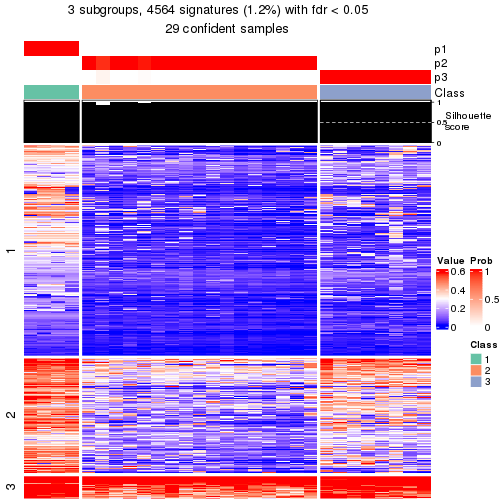 3 subgroups, 4564 signatures (1.2%) with fdr < 0.05
29 confident samples
p1
p2
p3
Class
1
0.5
0
Silhouette
score
1
2
3
Value
0.6
0.4
0.2
0
Prob
1
0.5
0
Class
1
2
3